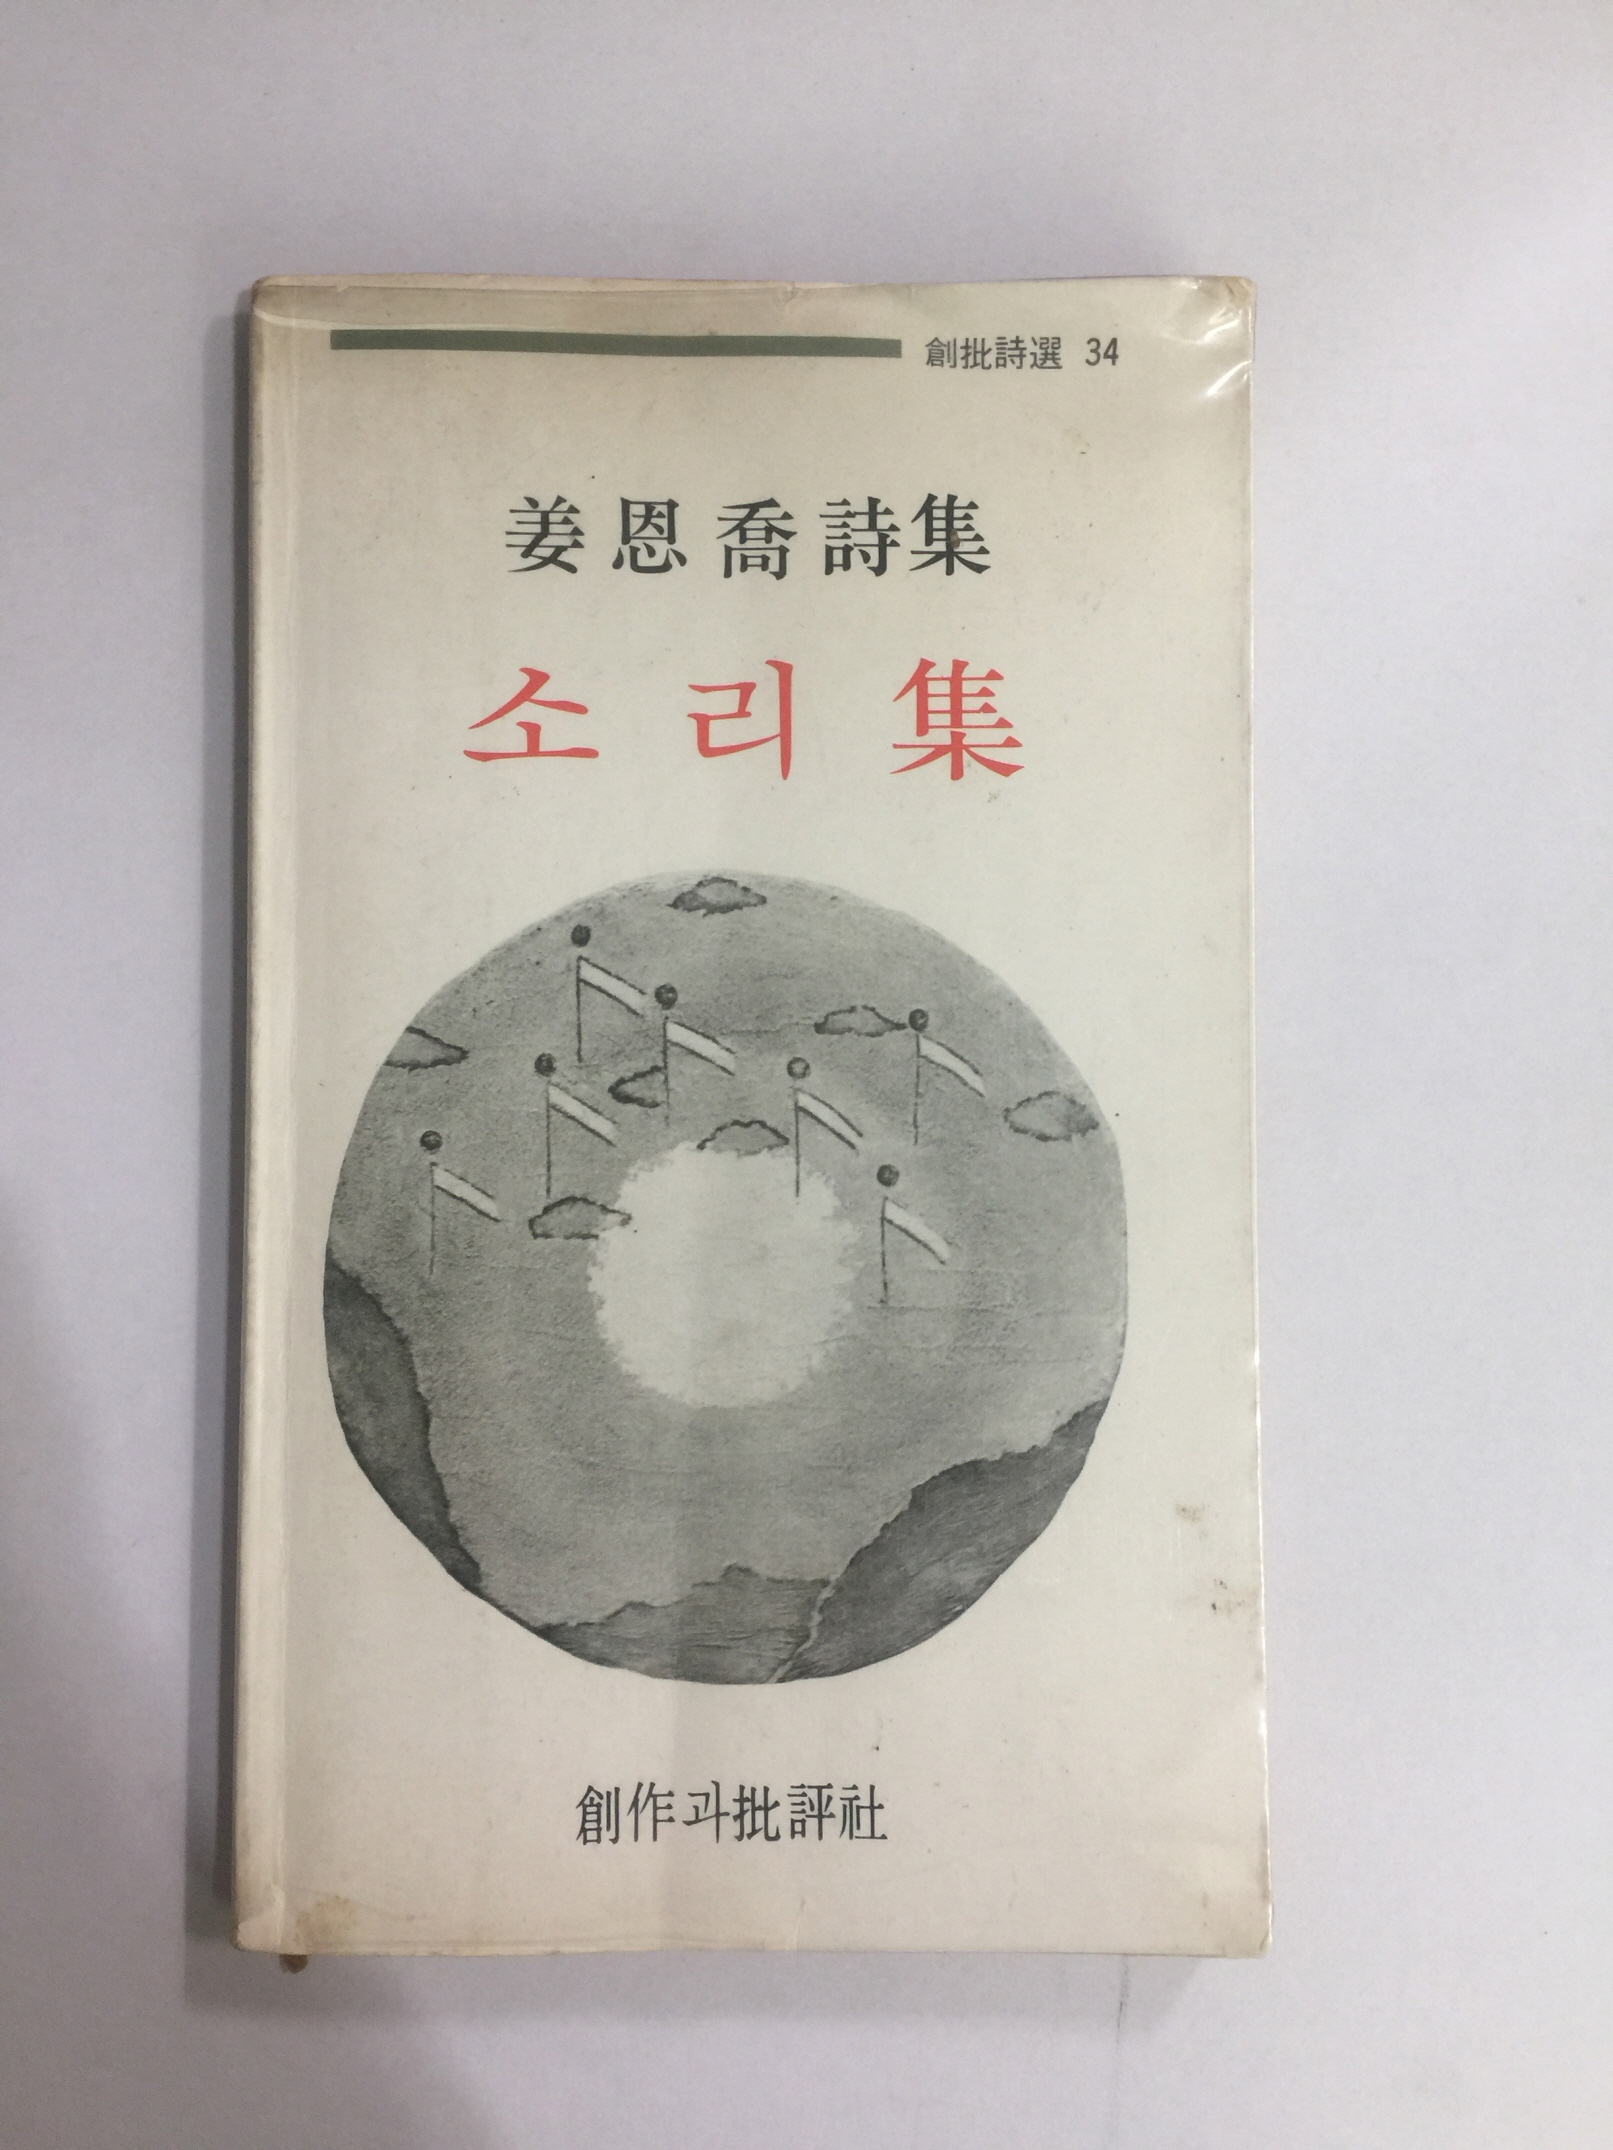 創批詩選 34
姜恩喬詩集
소리集
創作과批評社